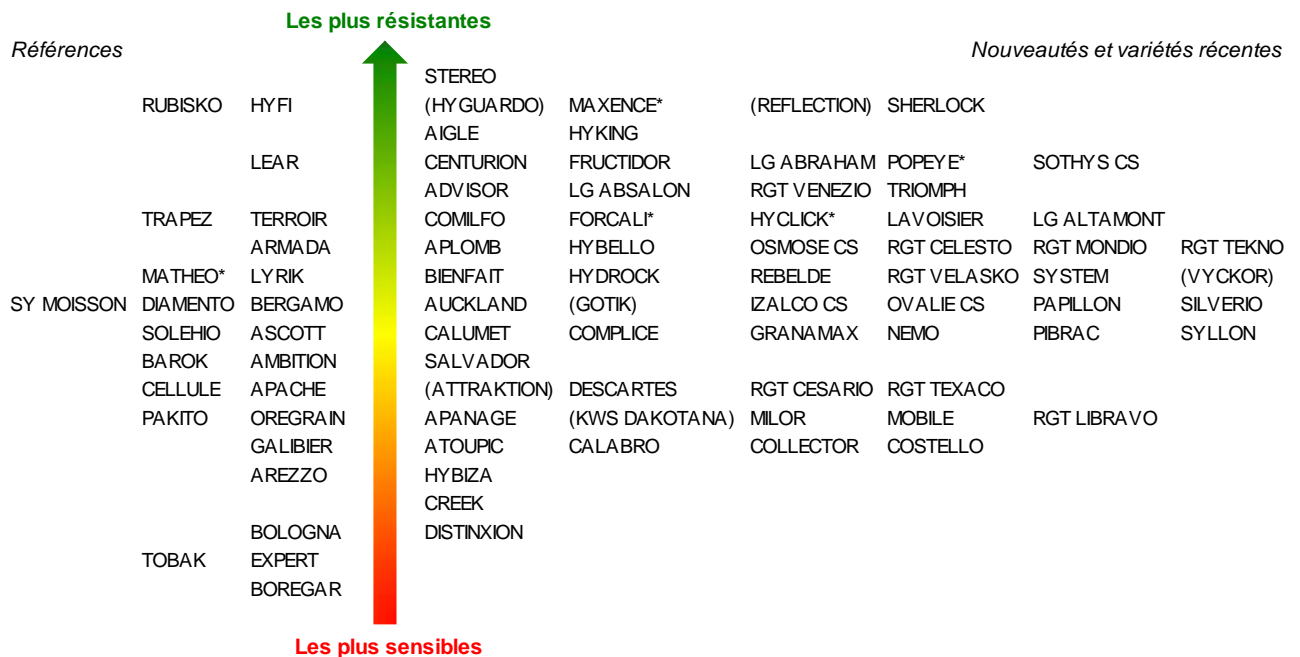 Les plus résistantes
Références Nouveautés et variétés récentes
STEREO
RUBISKO HYFI (HYGUARDO) MAXENCE* (REFLECTION) SHERLOCK
AIGLE HYKING
LEAR CENTURION FRUCTIDOR LG ABRAHAM POPEYE* SOTHYS CS
ADVISOR LG ABSALON RGT VENEZIO TRIOMPH
TRAPEZ TERROIR COMILFO FORCALI* HYCLICK* LAVOISIER LG ALTAMONT
ARMADA APLOMB HYBELLO OSMOSE CS RGT CELESTO RGT MONDIO RGT TEKNO
MATHEO* LYRIK BIENFAIT HYDROCK REBELDE RGT VELASKO SYSTEM (VYCKOR)
SY MOISSON DIAMENTO BERGAMO AUCKLAND (GOTIK) IZALCO CS OVALIE CS PAPILLON SILVERIO
SOLEHIO ASCOTT CALUMET COMPLICE GRANAMAX NEMO PIBRAC SYLLON
BAROK AMBITION SALVADOR
CELLULE APACHE (ATTRAKTION) DESCARTES RGT CESARIO RGT TEXACO
PAKITO OREGRAIN APANAGE (KWS DAKOTANA) MILOR MOBILE RGT LIBRAVO
GALIBIER ATOUPIC CALABRO COLLECTOR COSTELLO
AREZZO HYBIZA
CREEK
BOLOGNA DISTINXION
TOBAK EXPERT
BOREGAR
Les plus sensibles